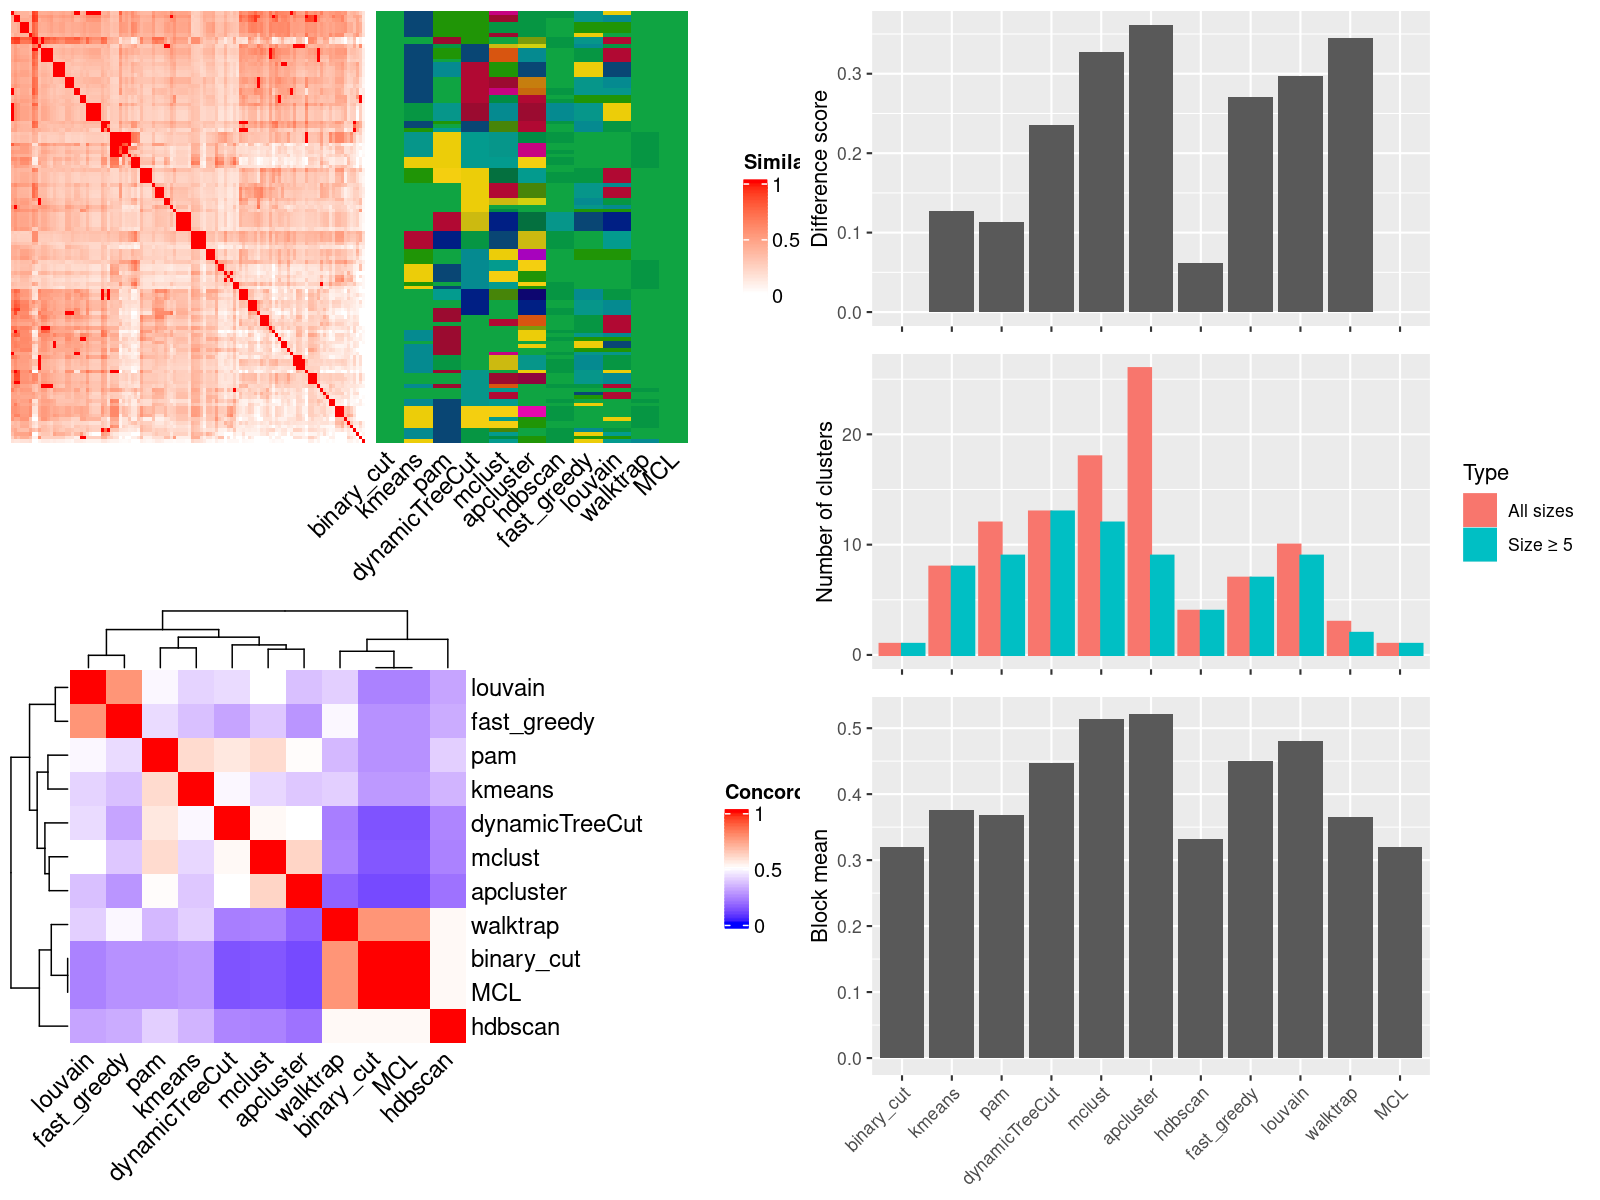 Simila
1
0.5
0
binary_cut
kmeans
pam
dynamicTreeCut
mclust
apcluster
hdbscan
fast_greedy
louvain
walktrap
MCL
louvain
fast_greedy
pam
kmeans
dynamicTreeCut
mclust
apcluster
walktrap
binary_cut
MCL
hdbscan
louvain
fast_greedy
pam
kmeans
dynamicTreeCut
mclust
apcluster
walktrap
binary_cut
MCL
hdbscan
Concord
1
0.5
0
Difference score
0.3
0.2
0.1
0.0
Number of clusters
20
10
0
Type
All sizes
Size ≥ 5
Block mean
0.5
0.4
0.3
0.2
0.1
0.0
binary_cut
kmeans
pam
dynamicTreeCut
mclust
apcluster
hdbscan
fast_greedy
louvain
walktrap
MCL